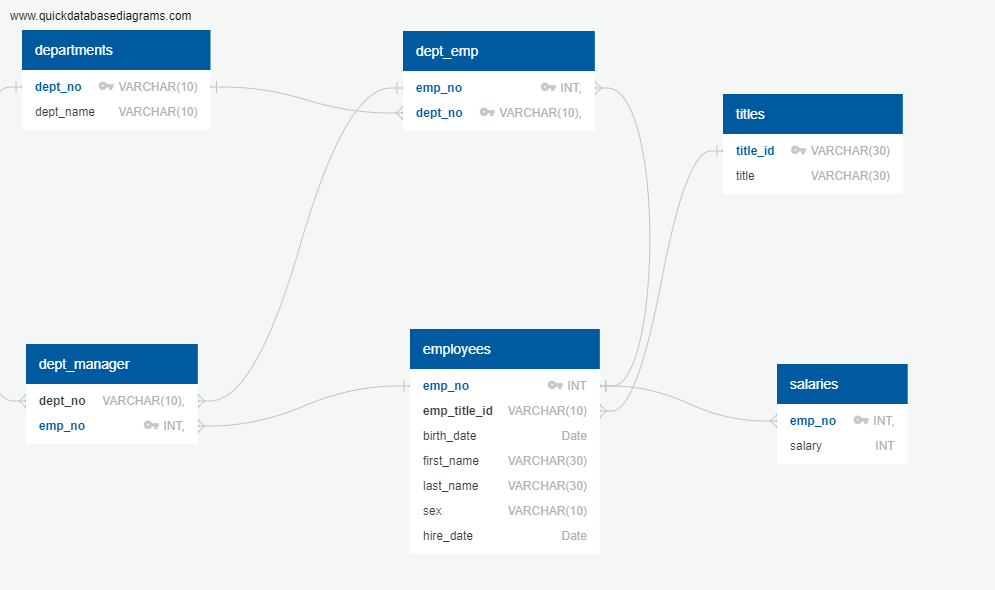 www.quickdatabasediagrams.com
departments
dept_no VARCHAR(10)
dept_name VARCHAR(10)
dept_emp
emp_no INT,
dept_no VARCHAR(10),
titles
title_id VARCHAR(30)
title VARCHAR(30)
dept_manager
dept_no VARCHAR(10),
emp_no INT,
employees
emp_no INT
emp_title_id VARCHAR(10)
birth_date Date
first_name VARCHAR(30)
last_name VARCHAR(30)
sex VARCHAR(10)
hire_date Date
salaries
emp_no INT,
salary INT